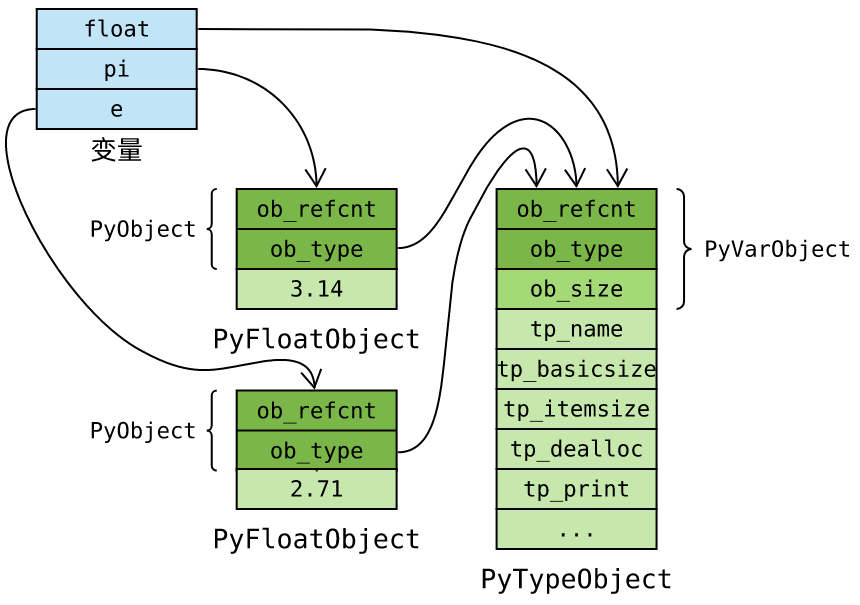 float
pi
e
变量
PyObject
ob_refcnt
ob_type
3.14
PyFloatObject
PyObject
ob_refcnt
ob_type
2.71
PyFloatObject
ob_refcnt
ob_type
ob_size
tp_name
tp_basicsize
tp_itemsize
tp_dealloc
tp_print
...
PyTypeObject
PyVarObject